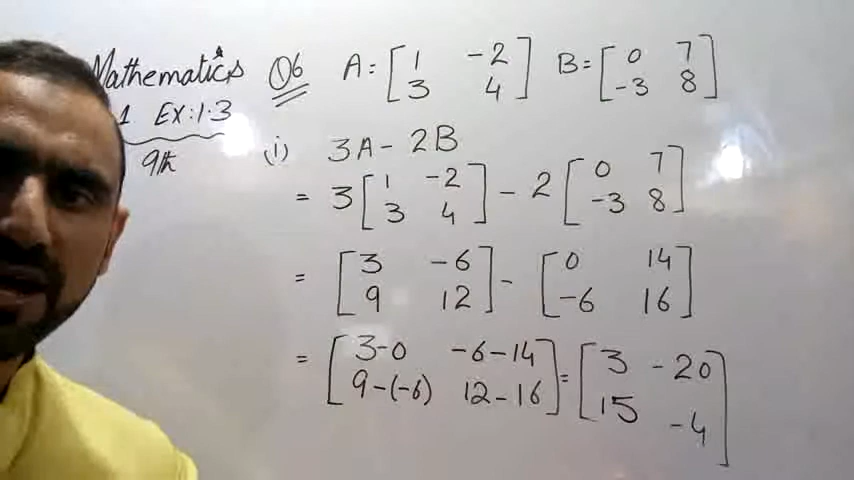 Mathematics
1 Ex:1.3
9th
Q6 A = [1 -2 B = [0 7
3 4] -3 8]
(i) 3A - 2B
= 3[1 -2 - 2[0 7
3 4] -3 8]
= [3 -6 - [0 14
9 12] -6 16]
= [3-0 -6-14 = [3 -20
9-(-6) 12-16] 15 -4]